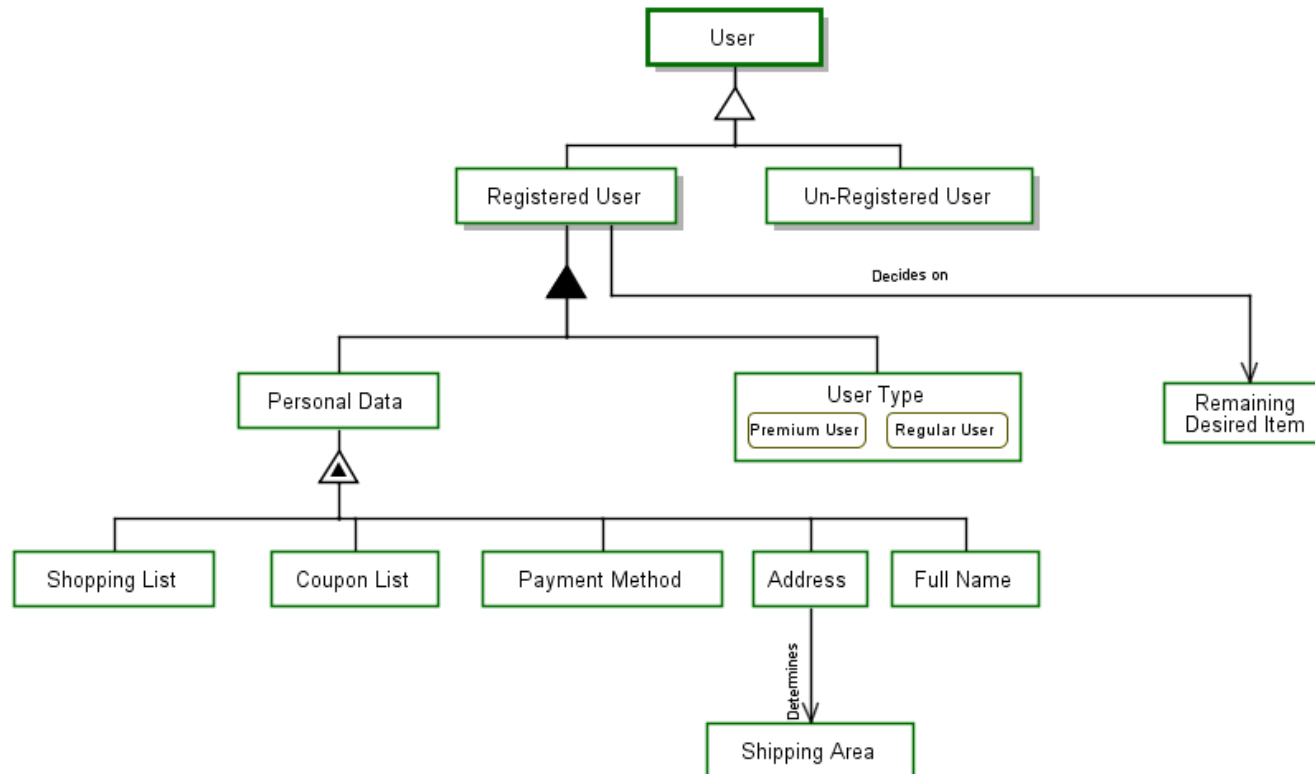 User
Registered User
Un-Registered User
Decides on
Personal Data
User Type
Premium User
Regular User
Remaining
Desired Item
Shopping List
Coupon List
Payment Method
Address
Full Name
Determines
Shipping Area